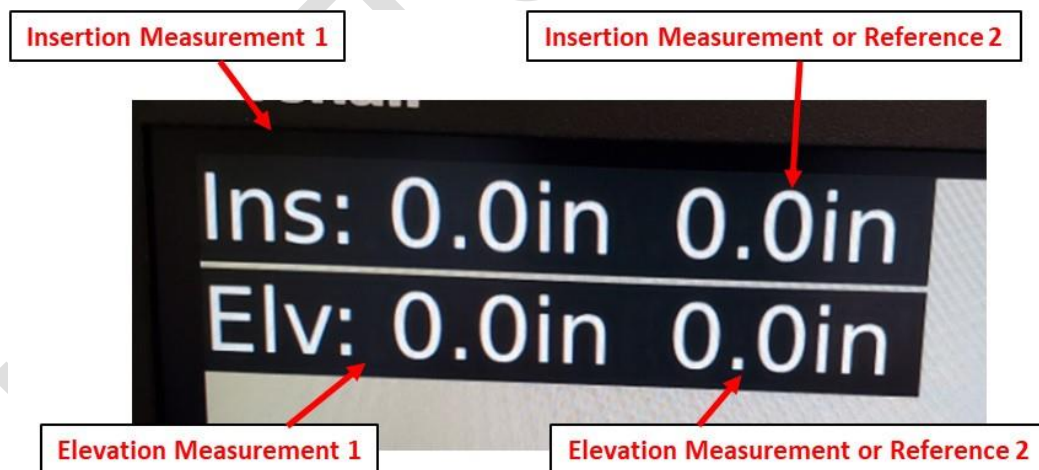 Insertion Measurement 1
Insertion Measurement or Reference 2
Ins: 0.0in 0.0in
Elv: 0.0in 0.0in
Elevation Measurement 1
Elevation Measurement or Reference 2